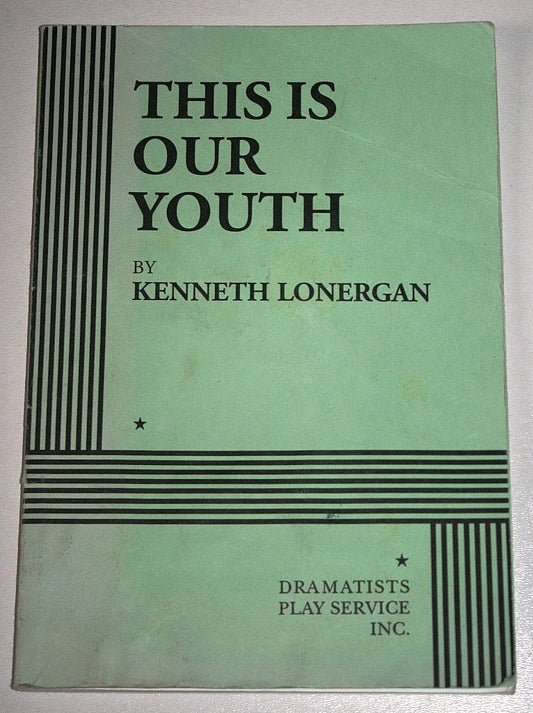 THIS IS
OUR
YOUTH
BY
KENNETH LONERGAN
DRAMATISTS
PLAY SERVICE
INC.